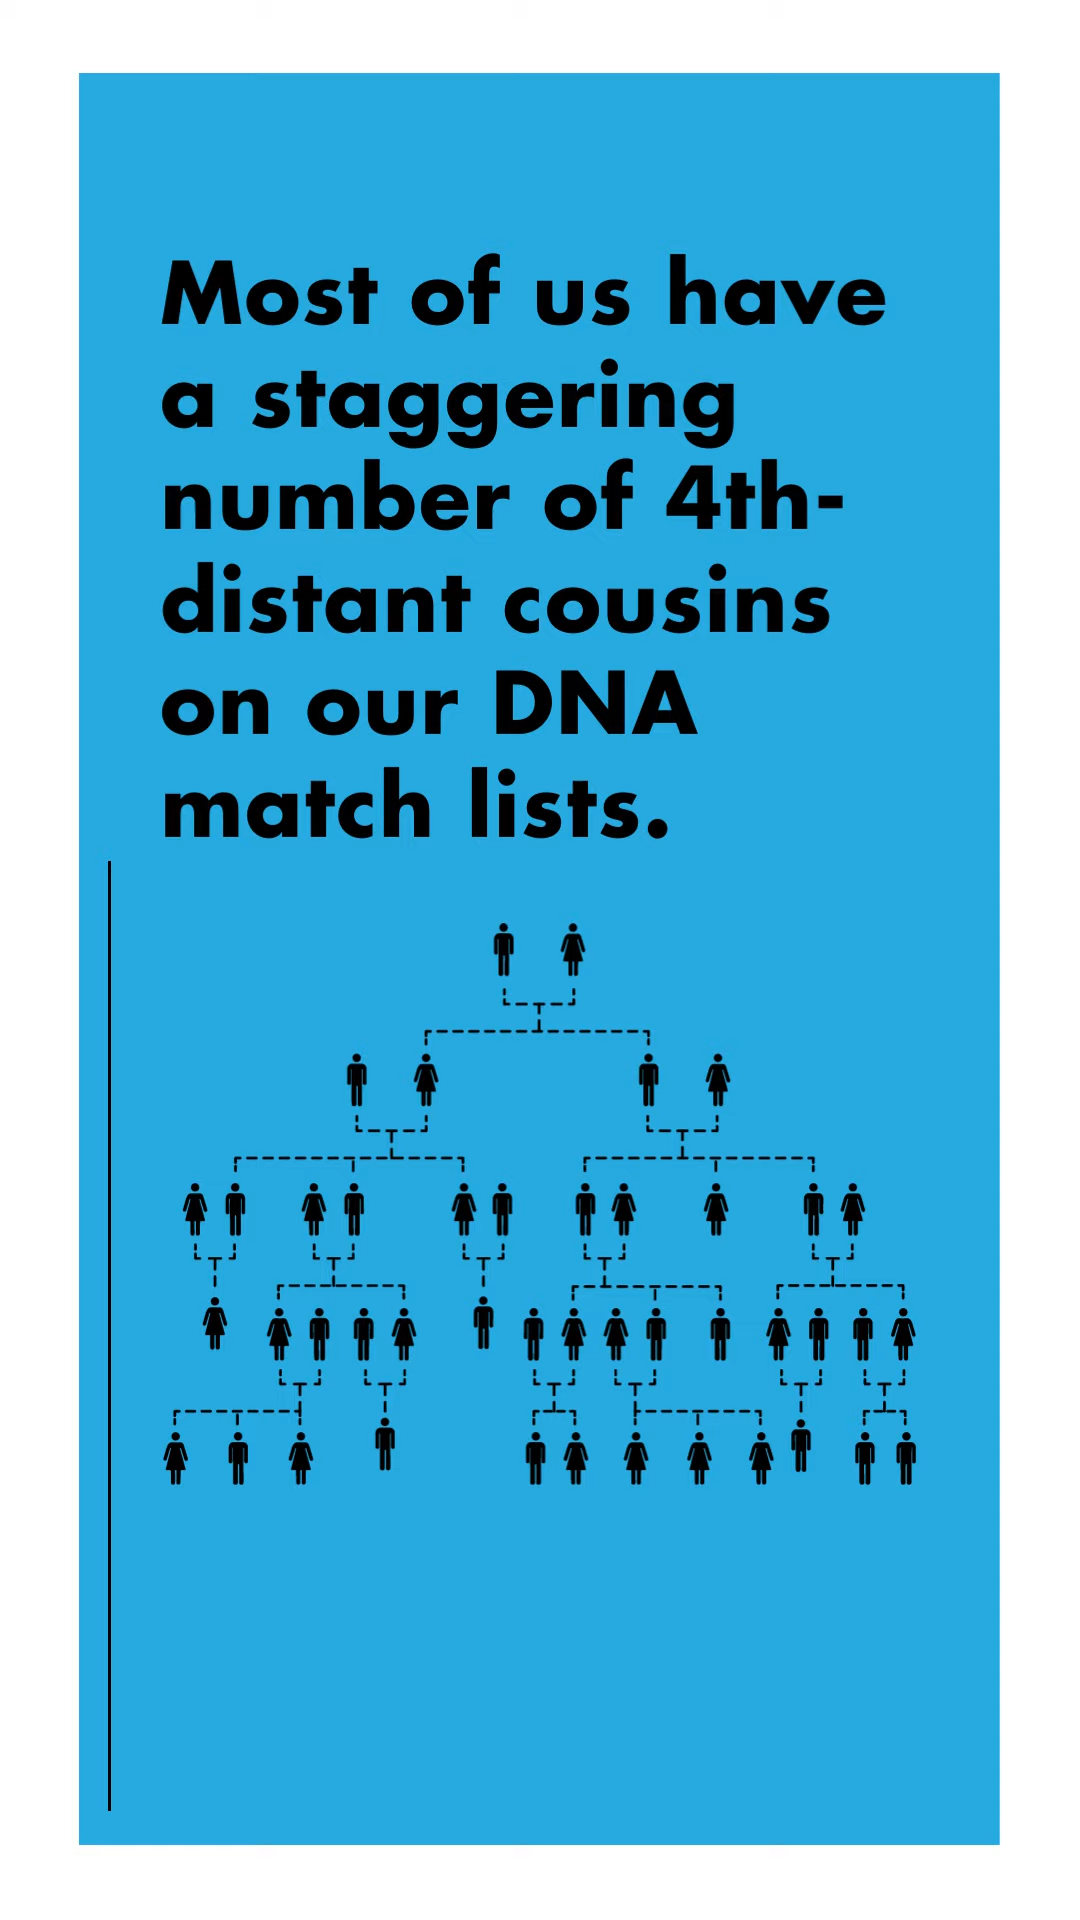 Most of us have
a staggering
number of 4th-
distant cousins
on our DNA
match lists.